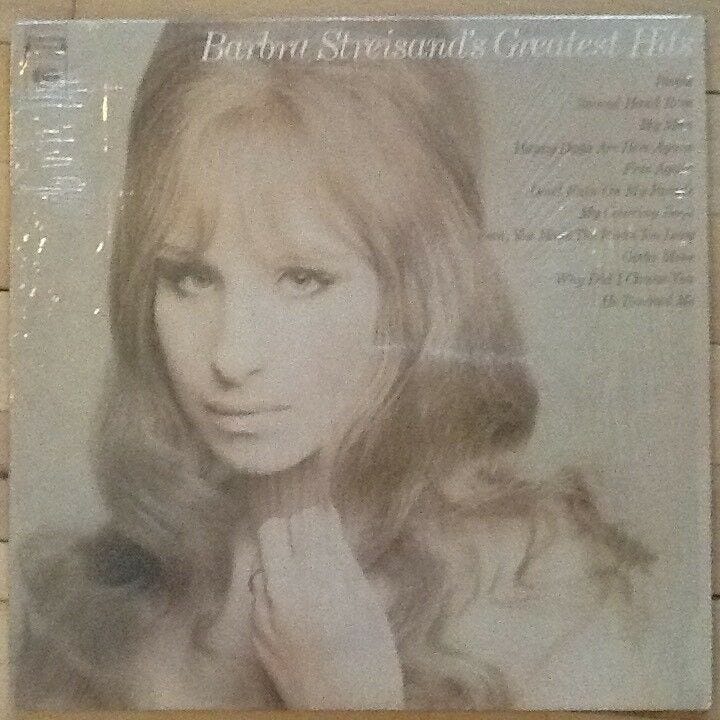 Barbra Streisand's Greatest Hits
People
Second Hand Rose
My Man
Happy Days Are Here Again
Free Again
Don't Rain On My Parade
My Coloring Book
Sam, You Made The Pants Too Long
Gotta Move
Why Did I Choose You
He Touched Me